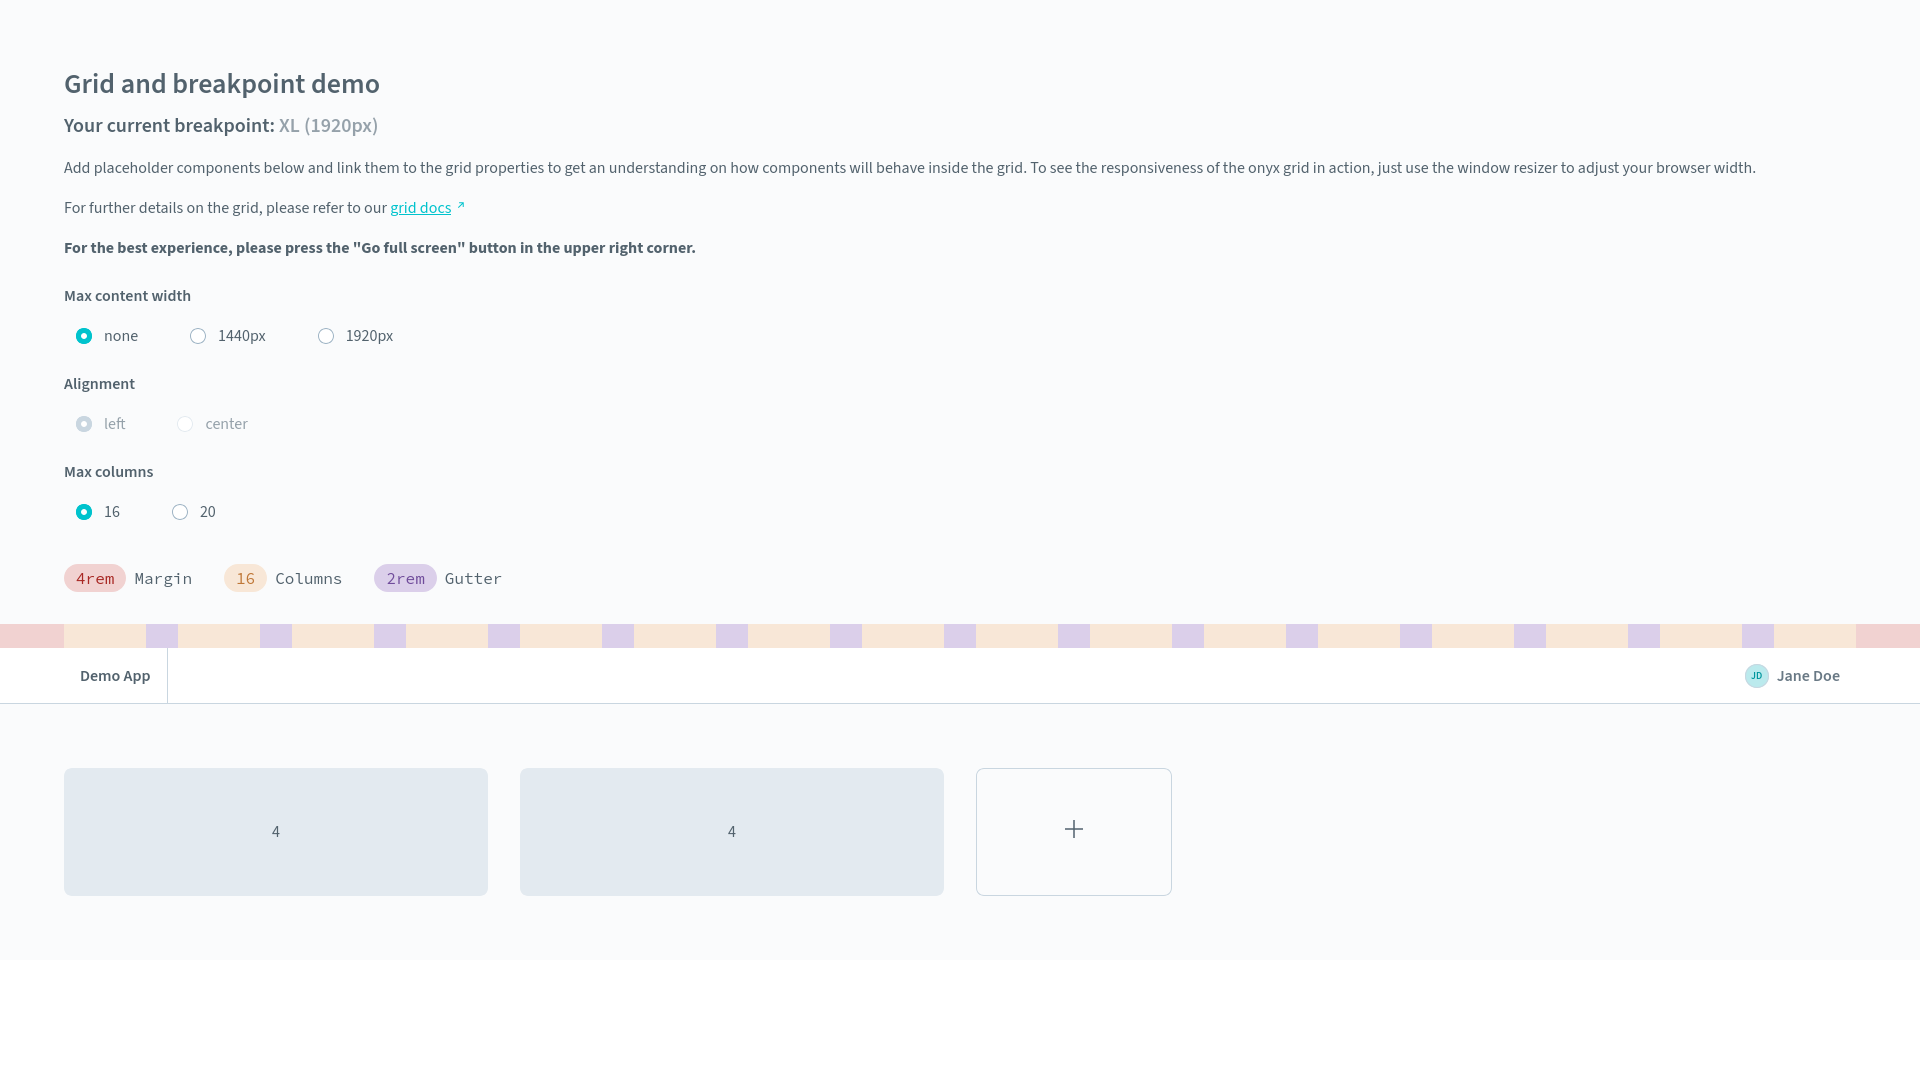 Grid and breakpoint demo
Your current breakpoint: XL (1920px)
Add placeholder components below and link them to the grid properties to get an understanding on how components will behave inside the grid. To see the responsiveness of the onyx grid in action, just use the window resizer to adjust your browser width.
For further details on the grid, please refer to our grid docs
For the best experience, please press the "Go full screen" button in the upper right corner.
Max content width
none 1440px 1920px
Alignment
left center
Max columns
16 20
4rem Margin 16 Columns 2rem Gutter
Demo App JD Jane Doe
4 4